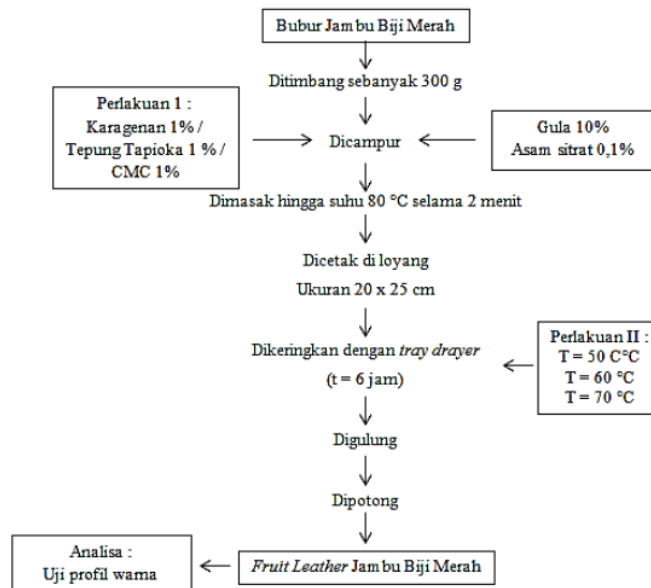 Bubur Jambu Biji Merah
Ditimbang sebanyak 300 g
Perlakuan 1 :
Karagenan 1% /
Tepung Tapioka 1 % /
CMC 1%
Dicampur
Gula 10%
Asam sitrat 0,1%
Dimasak hingga suhu 80 °C selama 2 menit
Dicetak di loyang
Ukuran 20 x 25 cm
Dikeringkan dengan tray drayer
(t = 6 jam)
Perlakuan II :
T = 50 C°C
T = 60 °C
T = 70 °C
Digulung
Dipotong
Fruit Leather Jambu Biji Merah
Analisa :
Uji profil warna